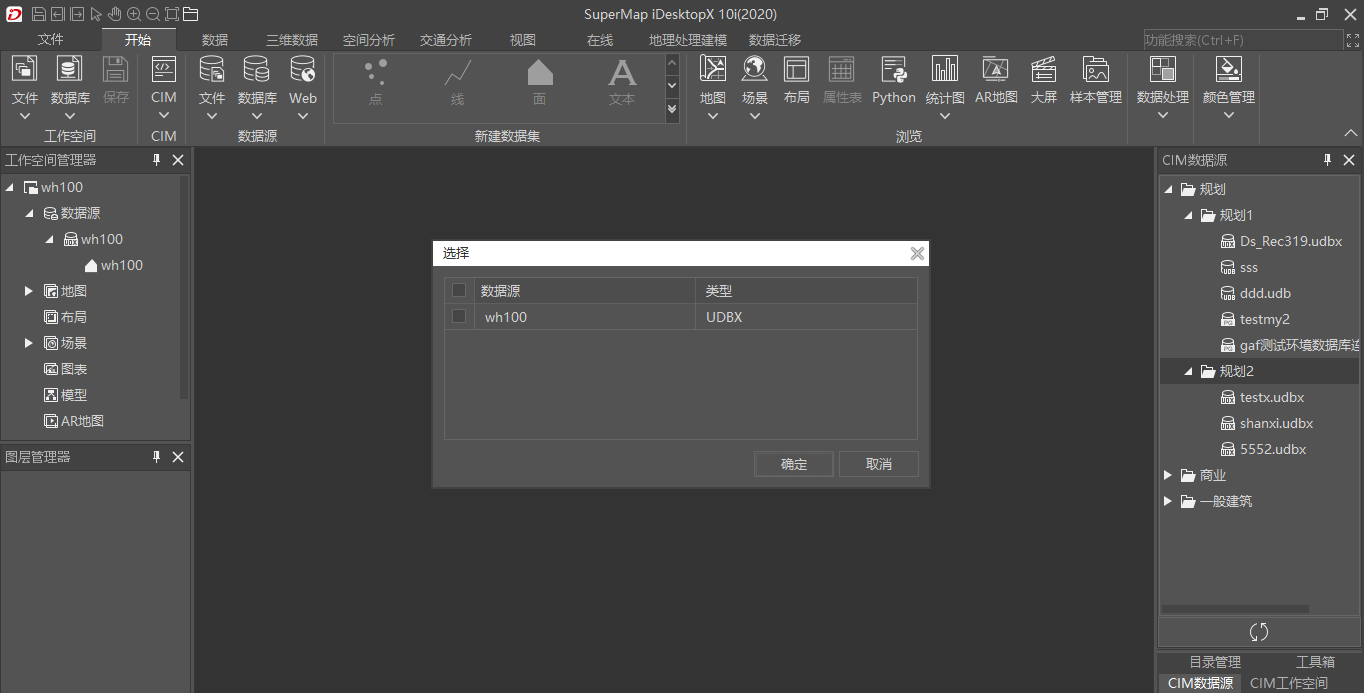 SuperMap iDesktopX 10i(2020)
文件 开始 数据 三维数据 空间分析 交通分析 视图 在线 地理处理建模 数据迁移 功能搜索(Ctrl+F)
文件 数据库 保存 CIM 文件 数据库 Web 点 线 面 文本 地图 场景 布局 属性表 Python 统计图 AR地图 大屏 样本管理 数据处理 颜色管理
工作空间 CIM 数据源 新建数据集 浏览
工作空间管理器
wh100
数据源
wh100
wh100
地图
布局
场景
图表
模型
AR地图
图层管理器
选择
数据源 类型
wh100 UDBX
确定 取消
CIM数据源
规划
规划1
Ds_Rec319.udbx
sss
ddd.udb
testmy2
gaf测试环境数据库连
规划2
testx.udbx
shanxi.udbx
5552.udbx
商业
一般建筑
目录管理 工具箱
CIM数据源 CIM工作空间